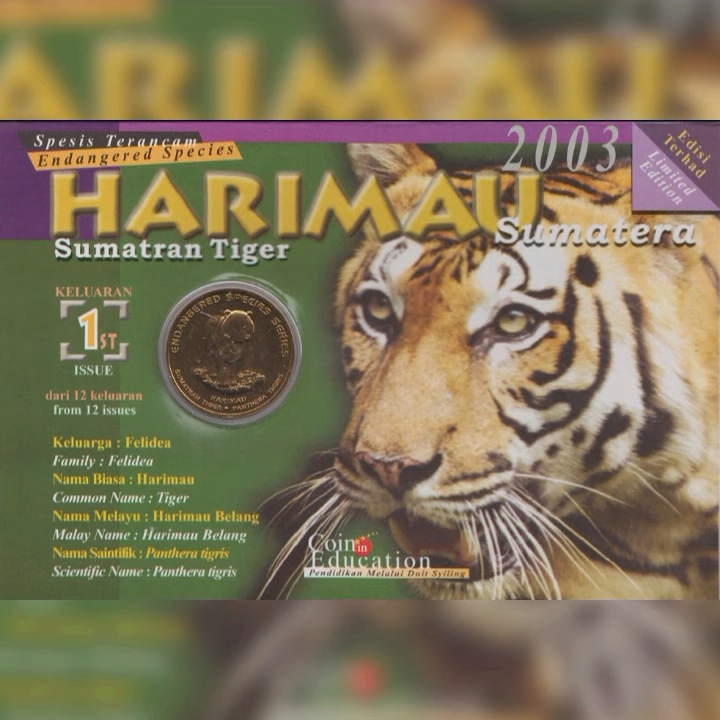 Spesis Terancam
Endangered Species
2003
Edisi
Terhad
Limited
Edition
HARIMAU
Sumatera
Sumatran Tiger
KELUARAN
1ST
ISSUE
dari 12 keluaran
from 12 issues
ENDANGERED SPECIES SERIES
HARIMAU
SUMATRAN TIGER • PANTHERA TIGRIS
Keluarga : Felidea
Family : Felidea
Nama Biasa : Harimau
Common Name : Tiger
Nama Melayu : Harimau Belang
Malay Name : Harimau Belang
Nama Saintifik : Panthera tigris
Scientific Name : Panthera tigris
Coin in
Education
Pendidikan Melalui Duit Syiling